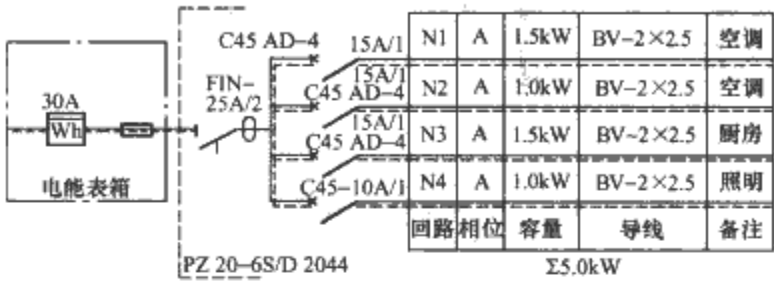 C45 AD-4
15A/1
N1 A 1.5kW BV-2×2.5 空调
30A
FIN-
25A/2
15A/1
C45 AD-4
N2 A 1.0kW BV-2×2.5 空调
Wh
15A/1
C45 AD-4
N3 A 1.5kW BV-2×2.5 厨房
电能表箱
C45-10A/1
N4 A 1.0kW BV-2×2.5 照明
回路 相位 容量 导线 备注
PZ 20-6S/D 2044
Σ5.0kW